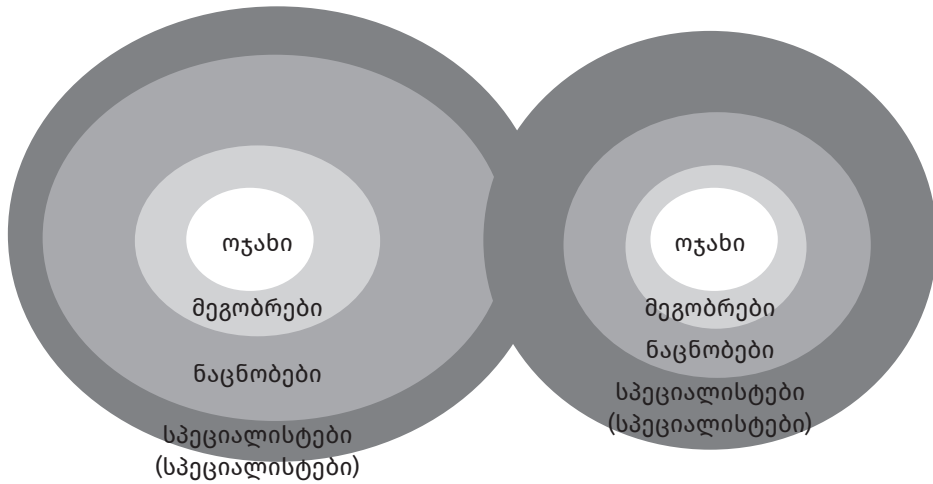 ოჯახი
მეგობრები
ნაცნობები
სპეციალისტები
(სპეციალისტები)
ოჯახი
მეგობრები
ნაცნობები
სპეციალისტები
(სპეციალისტები)